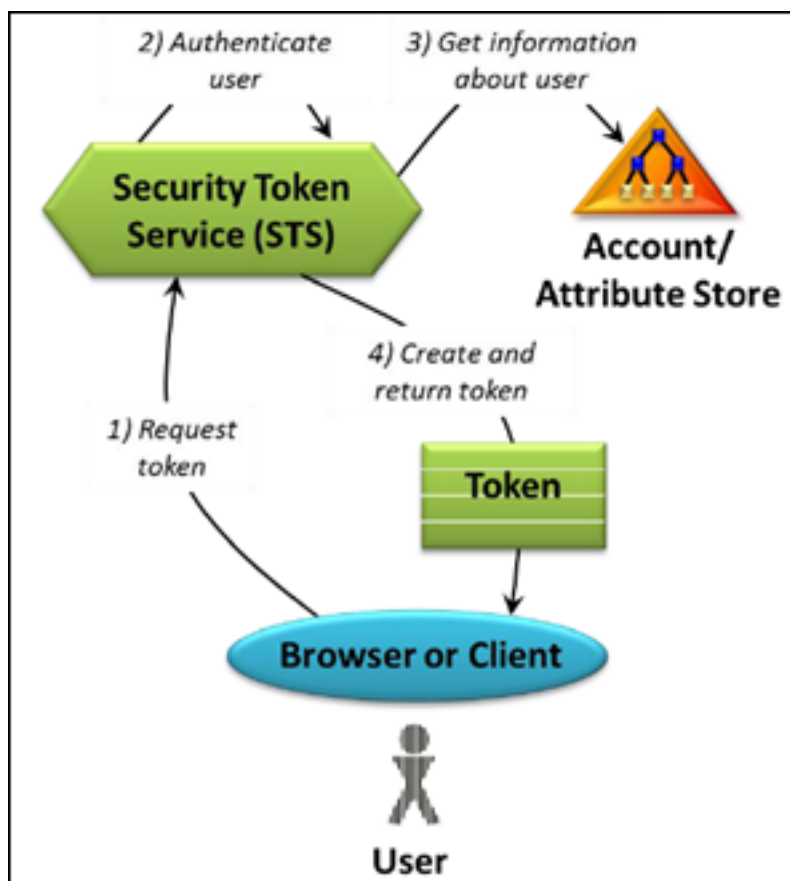 2) Authenticate
user
3) Get information
about user
Security Token
Service (STS)
Account/
Attribute Store
4) Create and
return token
1) Request
token
Token
Browser or Client
User